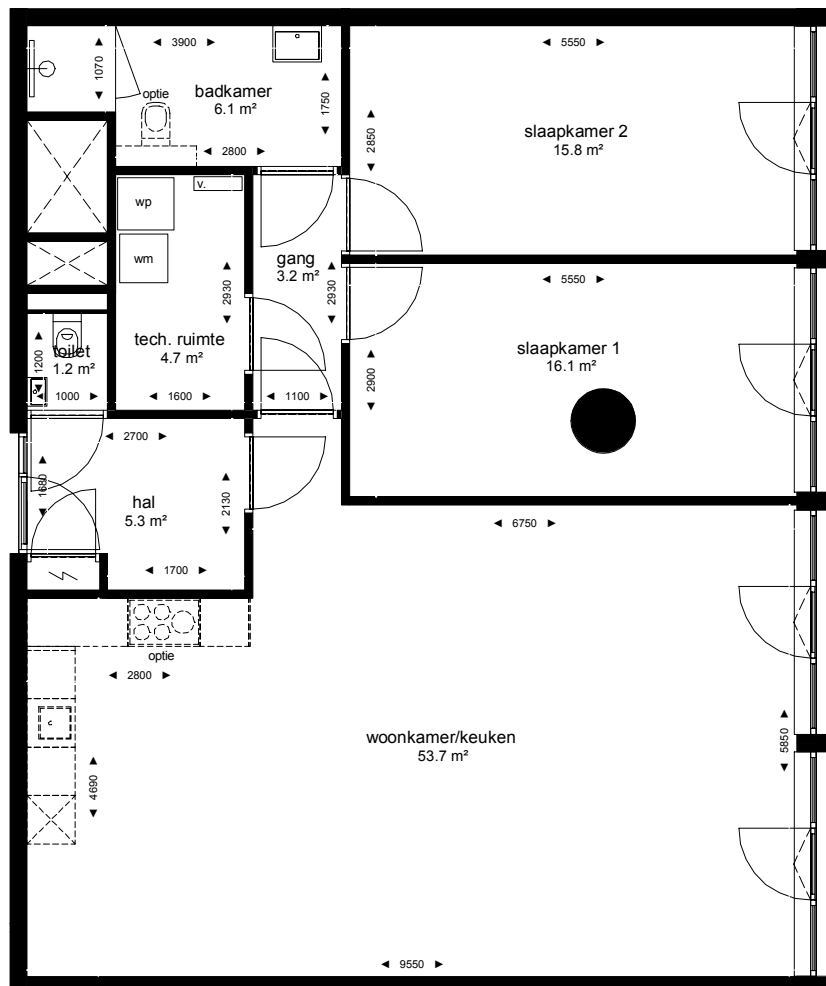 3900
5550
1070
optie
badkamer
6.1 m²
1750
2800
2850
slaapkamer 2
15.8 m²
wp
v.
wm
gang
3.2 m²
2930
2930
5550
tech. ruimte
4.7 m²
slaapkamer 1
16.1 m²
toilet
1.2 m²
1200
1000
1600
1100
2900
2700
1680
hal
5.3 m²
2130
1700
6750
optie
2800
woonkamer/keuken
53.7 m²
5850
4690
9550